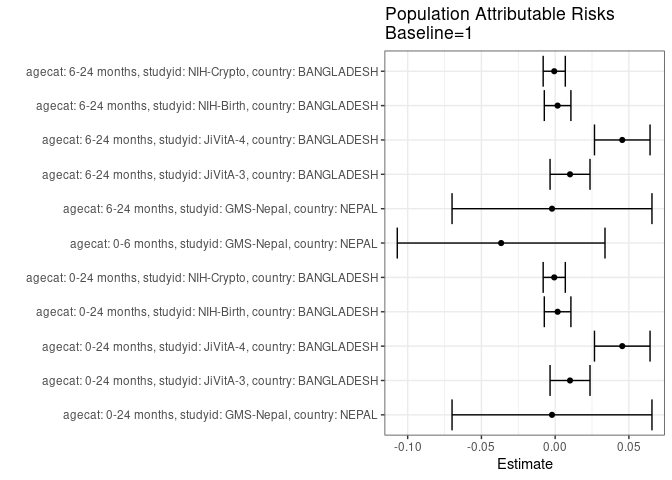 Population Attributable Risks
Baseline=1
agecat: 6-24 months, studyid: NIH-Crypto, country: BANGLADESH
agecat: 6-24 months, studyid: NIH-Birth, country: BANGLADESH
agecat: 6-24 months, studyid: JiVitA-4, country: BANGLADESH
agecat: 6-24 months, studyid: JiVitA-3, country: BANGLADESH
agecat: 6-24 months, studyid: GMS-Nepal, country: NEPAL
agecat: 0-6 months, studyid: GMS-Nepal, country: NEPAL
agecat: 0-24 months, studyid: NIH-Crypto, country: BANGLADESH
agecat: 0-24 months, studyid: NIH-Birth, country: BANGLADESH
agecat: 0-24 months, studyid: JiVitA-4, country: BANGLADESH
agecat: 0-24 months, studyid: JiVitA-3, country: BANGLADESH
agecat: 0-24 months, studyid: GMS-Nepal, country: NEPAL
-0.10 -0.05 0.00 0.05
Estimate